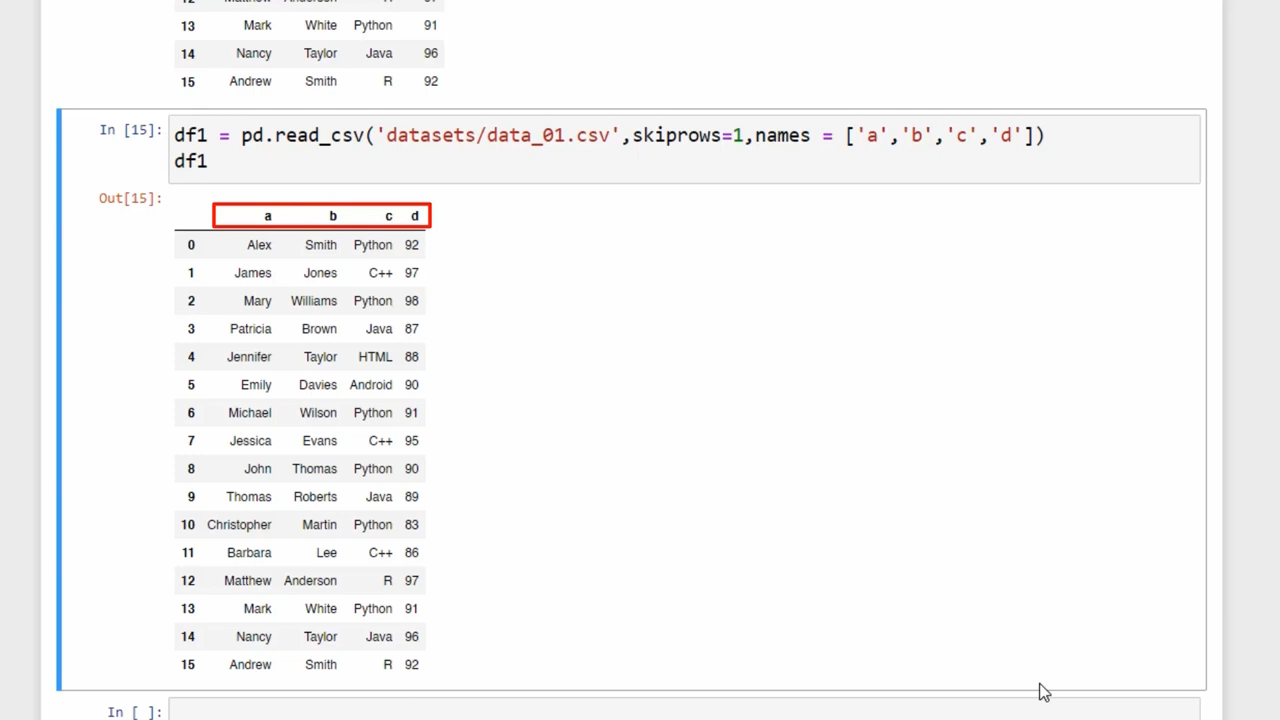 13 Mark White Python 91
14 Nancy Taylor Java 96
15 Andrew Smith R 92
In [15]: df1 = pd.read_csv('datasets/data_01.csv',skiprows=1,names = ['a','b','c','d'])
df1
Out[15]:
a b c d
0 Alex Smith Python 92
1 James Jones C++ 97
2 Mary Williams Python 98
3 Patricia Brown Java 87
4 Jennifer Taylor HTML 88
5 Emily Davies Android 90
6 Michael Wilson Python 91
7 Jessica Evans C++ 95
8 John Thomas Python 90
9 Thomas Roberts Java 89
10 Christopher Martin Python 83
11 Barbara Lee C++ 86
12 Matthew Anderson R 97
13 Mark White Python 91
14 Nancy Taylor Java 96
15 Andrew Smith R 92
In [ ]: